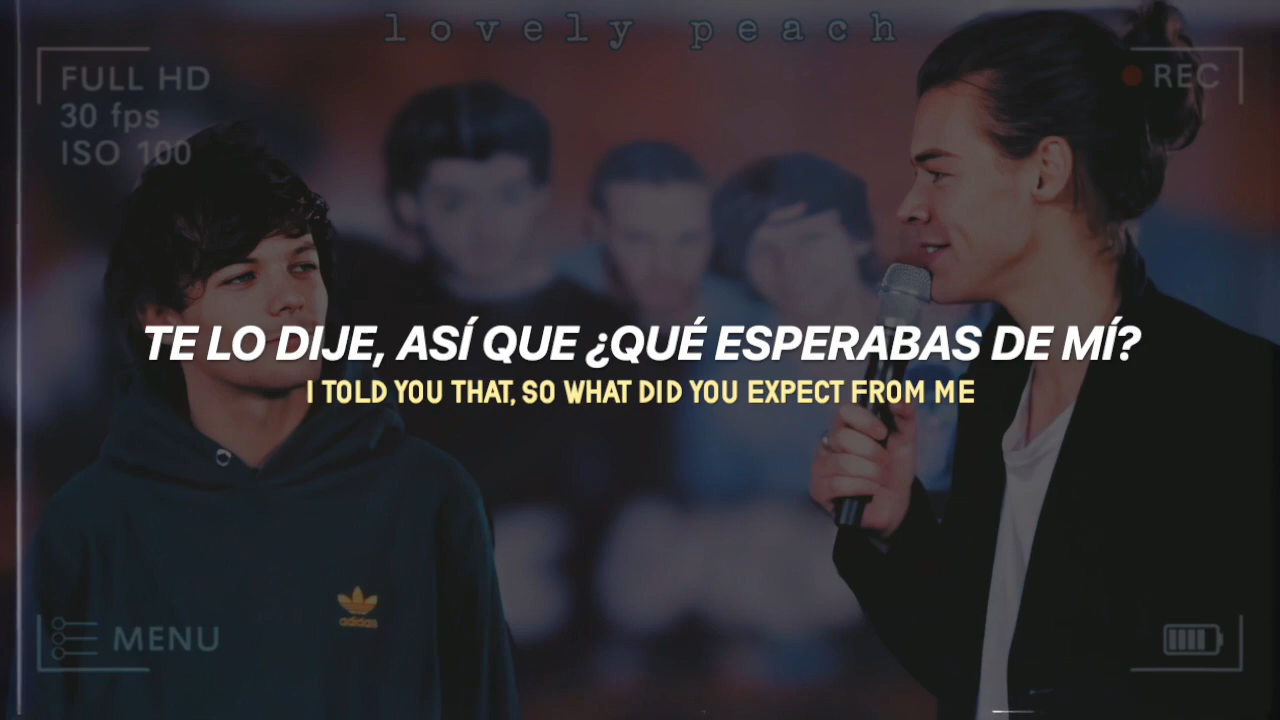 lovely peach
FULL HD
30 fps
ISO 100
REC
TE LO DIJE, ASÍ QUE ¿QUÉ ESPERABAS DE MÍ?
I TOLD YOU THAT, SO WHAT DID YOU EXPECT FROM ME
adidas
MENU